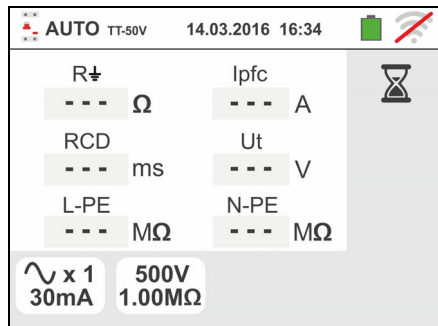 AUTO TT-50V 14.03.2016 16:34
R⏚ Ipfc
- - - Ω - - - A
RCD Ut
- - - ms - - - V
L-PE N-PE
- - - MΩ - - - MΩ
∿ x 1 500V
30mA 1.00MΩ